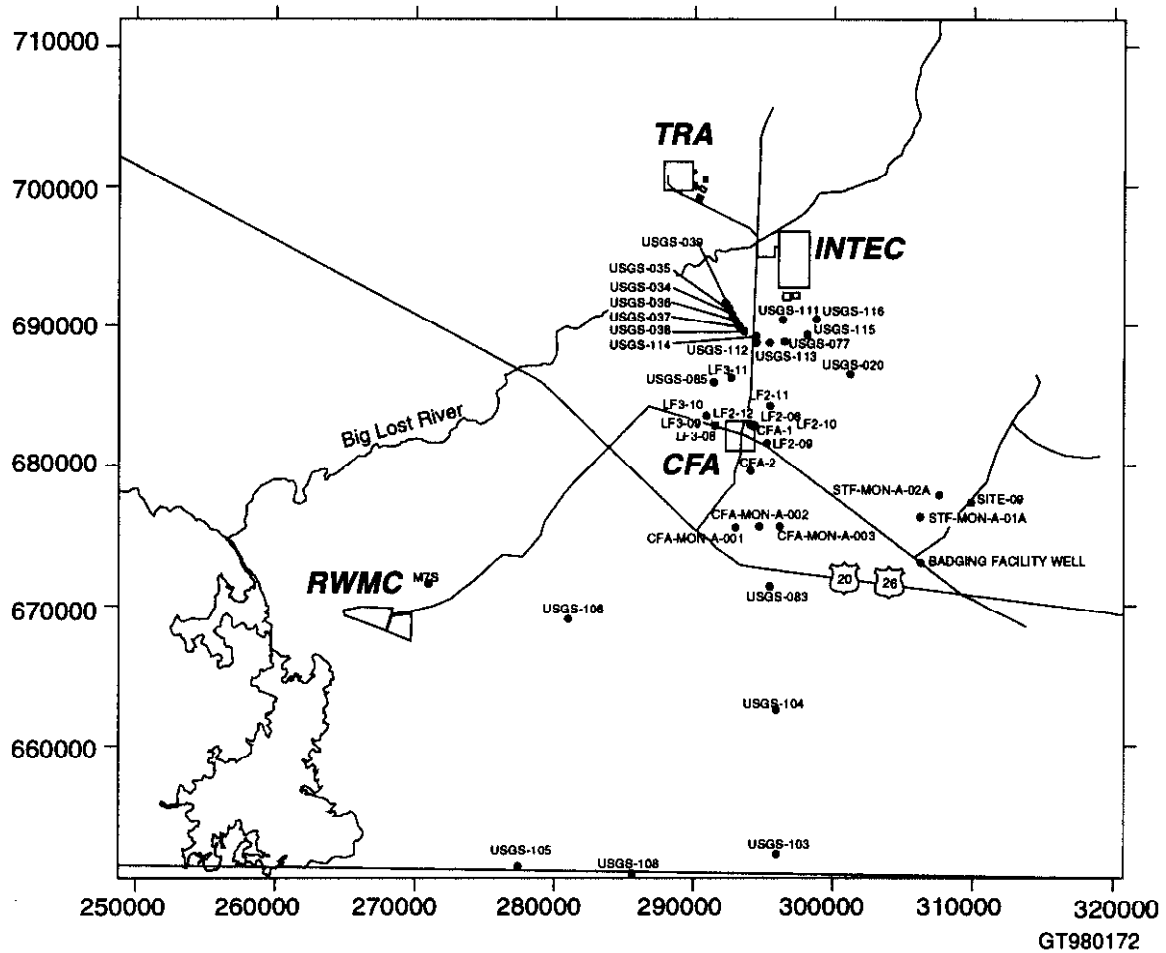 710000
TRA
700000
USGS-039
INTEC
USGS-035
USGS-034
USGS-036
USGS-111 USGS-116
690000
USGS-037
USGS-115
USGS-038
USGS-077
USGS-114
USGS-112
USGS-113
LF3-11
USGS-020
USGS-085
LF2-11
LF3-10
LF2-12
LF2-08
Big Lost River
LF3-09
LF2-10
CFA-1
LF3-08
LF2-09
680000
CFA
CFA-2
STF-MON-A-02A
SITE-09
CFA-MON-A-002
STF-MON-A-01A
CFA-MON-A-001
CFA-MON-A-003
BADGING FACILITY WELL
RWMC
M7S
20
26
670000
USGS-083
USGS-106
USGS-104
660000
USGS-105
USGS-103
USGS-108
250000 260000 270000 280000 290000 300000 310000 320000
GT980172